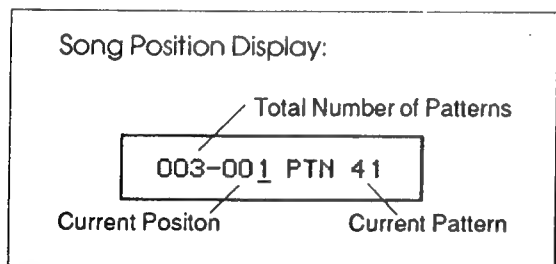 Song Position Display:
Total Number of Patterns
003-001 PTN 41
Current Positon
Current Pattern